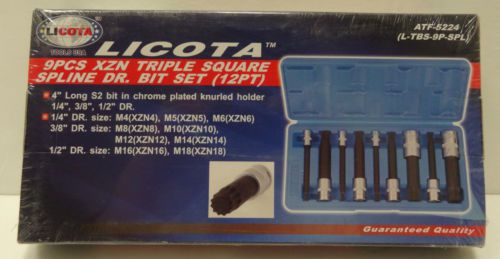 LICOTA
TOOLS USA
LICOTA™
ATF-5224
(L-TBS-9P-SPL)
9PCS XZN TRIPLE SQUARE
SPLINE DR. BIT SET (12PT)
4" Long S2 bit in chrome plated knurled holder
1/4", 3/8", 1/2" DR.
1/4" DR. size: M4(XZN4), M5(XZN5), M6(XZN6)
3/8" DR. size: M8(XZN8), M10(XZN10),
M12(XZN12), M14(XZN14)
1/2" DR. size: M16(XZN16), M18(XZN18)
Guaranteed Quality